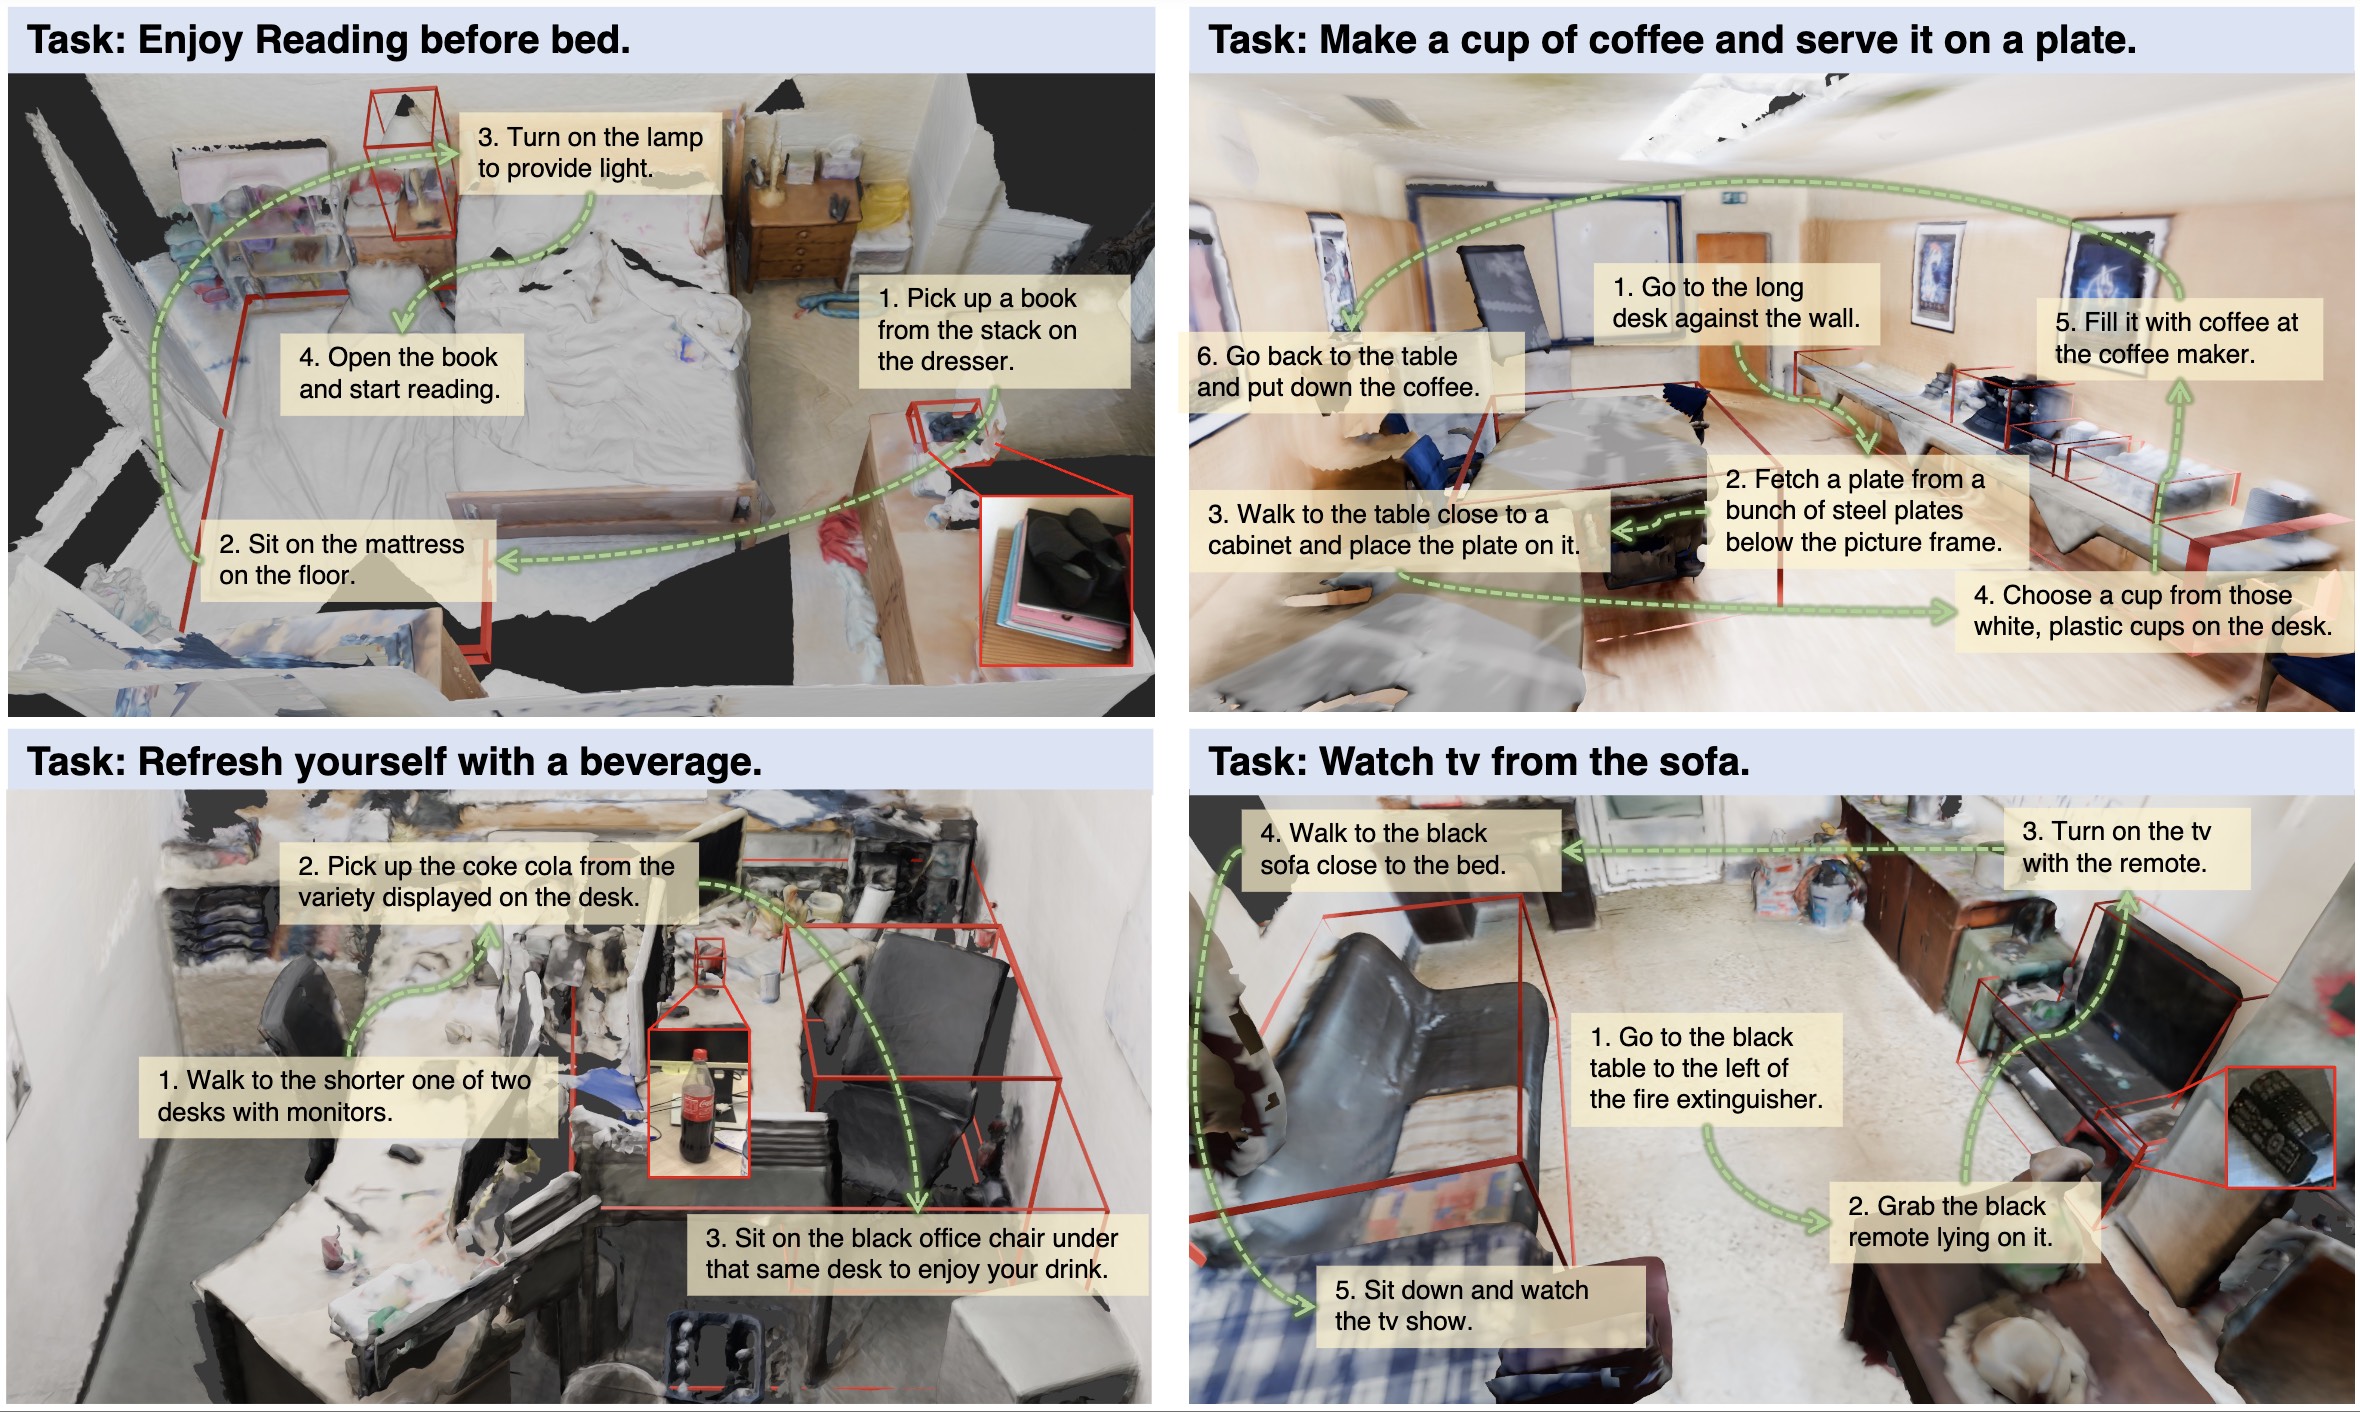 Task: Enjoy Reading before bed.
3. Turn on the lamp
to provide light.
1. Pick up a book
from the stack on
the dresser.
4. Open the book
and start reading.
2. Sit on the mattress
on the floor.
Task: Make a cup of coffee and serve it on a plate.
1. Go to the long
desk against the wall.
5. Fill it with coffee at
the coffee maker.
6. Go back to the table
and put down the coffee.
2. Fetch a plate from a
bunch of steel plates
below the picture frame.
3. Walk to the table close to a
cabinet and place the plate on it.
4. Choose a cup from those
white, plastic cups on the desk.
Task: Refresh yourself with a beverage.
2. Pick up the coke cola from the
variety displayed on the desk.
1. Walk to the shorter one of two
desks with monitors.
3. Sit on the black office chair under
that same desk to enjoy your drink.
Task: Watch tv from the sofa.
4. Walk to the black
sofa close to the bed.
3. Turn on the tv
with the remote.
1. Go to the black
table to the left of
the fire extinguisher.
2. Grab the black
remote lying on it.
5. Sit down and watch
the tv show.